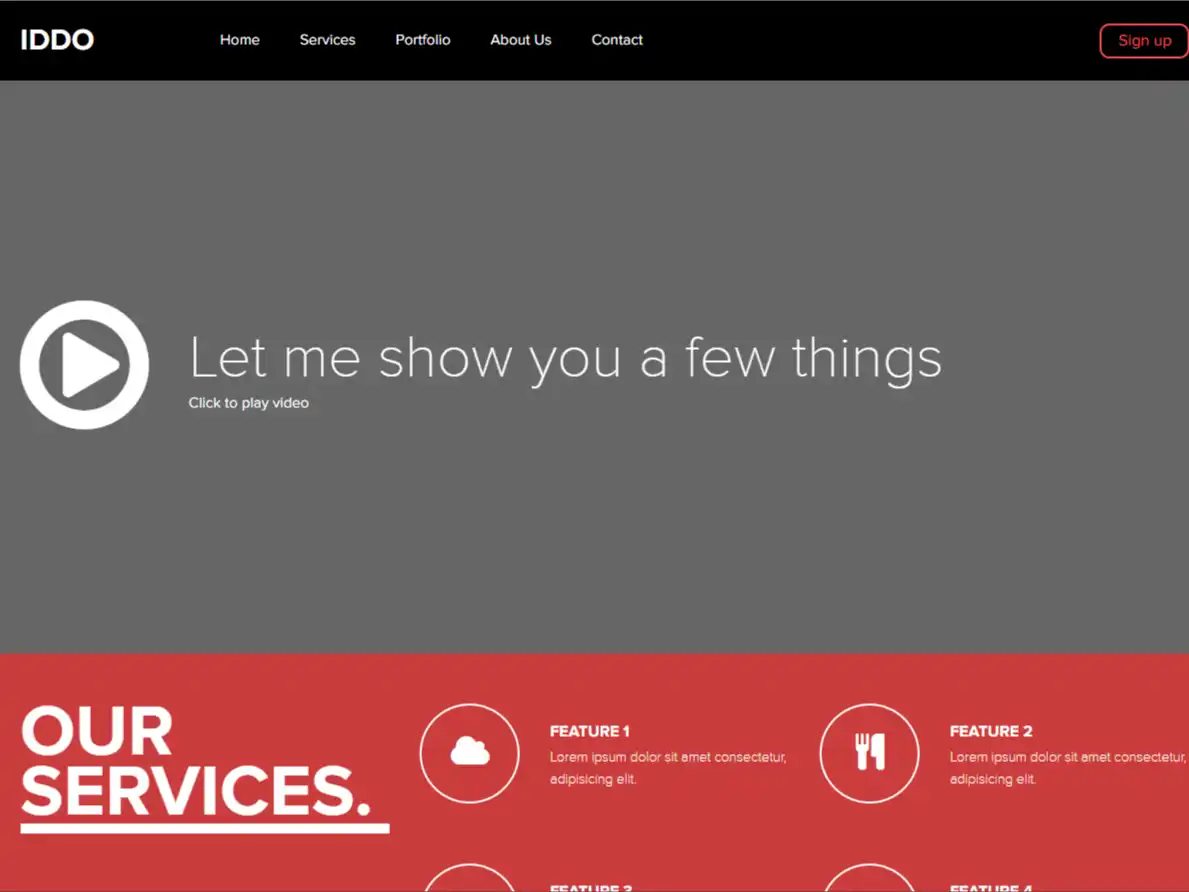 IDDO
Home
Services
Portfolio
About Us
Contact
Sign up
Let me show you a few things
Click to play video
OUR
SERVICES.
FEATURE 1
Lorem ipsum dolor sit amet consectetur,
adipisicing elit.
FEATURE 2
Lorem ipsum dolor sit amet consectetur,
adipisicing elit.
FEATURE 3
FEATURE 4